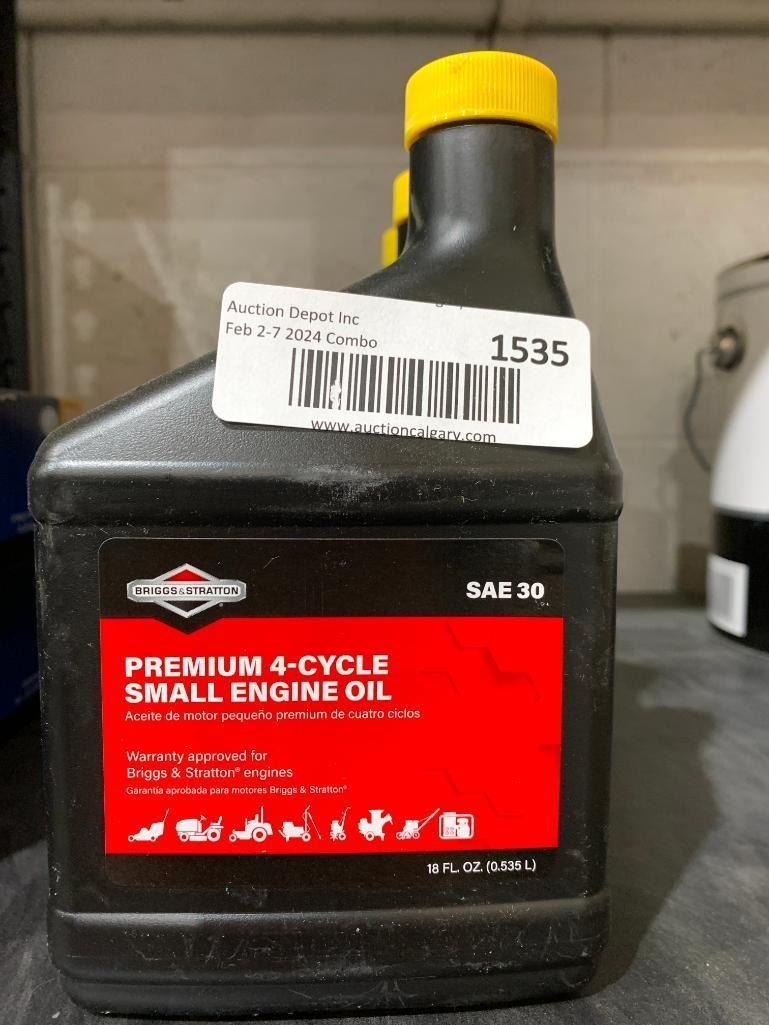 Auction Depot Inc
Feb 2-7 2024 Combo
1535
www.auctioncalgary.com
BRIGGS & STRATTON
SAE 30
PREMIUM 4-CYCLE
SMALL ENGINE OIL
Aceite de motor pequeño premium de cuatro ciclos
Warranty approved for
Briggs & Stratton® engines
Garantia aprobada para motores Briggs & Stratton®
18 FL. OZ. (0.535 L)